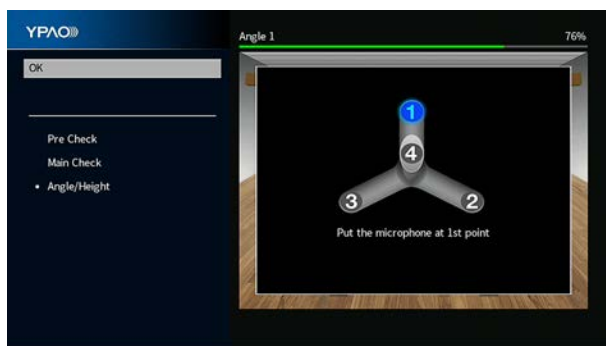 YPAO
Angle 1
76%
OK
Pre Check
Main Check
• Angle/Height
1
4
3
2
Put the microphone at 1st point